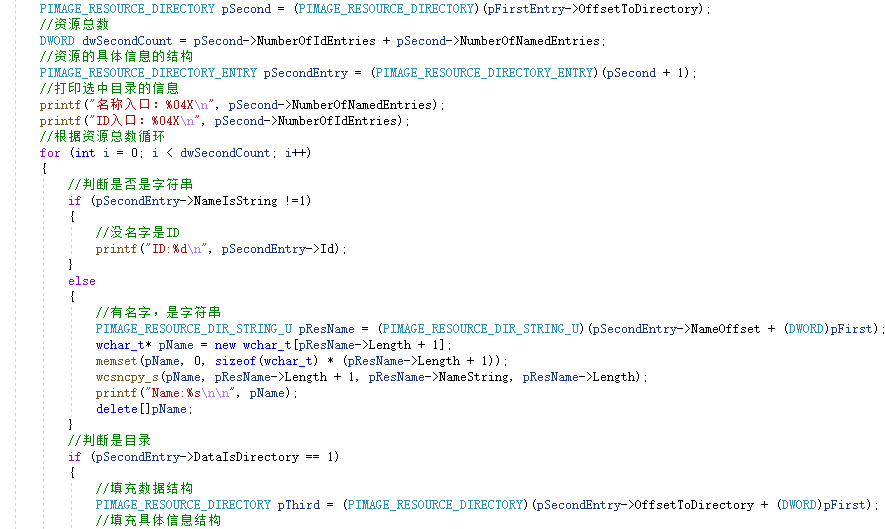 PIMAGE_RESOURCE_DIRECTORY pSecond = (PIMAGE_RESOURCE_DIRECTORY)(pFirstEntry->OffsetToDirectory);
//资源总数
DWORD dwSecondCount = pSecond->NumberOfIdEntries + pSecond->NumberOfNamedEntries;
//资源的具体信息的结构
PIMAGE_RESOURCE_DIRECTORY_ENTRY pSecondEntry = (PIMAGE_RESOURCE_DIRECTORY_ENTRY)(pSecond + 1);
//打印选中目录的信息
printf("名称入口：%04X\n", pSecond->NumberOfNamedEntries);
printf("ID入口：%04X\n", pSecond->NumberOfIdEntries);
//根据资源总数循环
for (int i = 0; i < dwSecondCount; i++)
{
//判断是否是字符串
if (pSecondEntry->NameIsString !=1)
{
//没名字是ID
printf("ID:%d\n", pSecondEntry->Id);
}
else
{
//有名字，是字符串
PIMAGE_RESOURCE_DIR_STRING_U pResName = (PIMAGE_RESOURCE_DIR_STRING_U)(pSecondEntry->NameOffset + (DWORD)pFirst);
wchar_t* pName = new wchar_t[pResName->Length + 1];
memset(pName, 0, sizeof(wchar_t) * (pResName->Length + 1));
wcsncpy_s(pName, pResName->Length + 1, pResName->NameString, pResName->Length);
printf("Name:%s\n\n", pName);
delete[]pName;
}
//判断是目录
if (pSecondEntry->DataIsDirectory == 1)
{
//填充数据结构
PIMAGE_RESOURCE_DIRECTORY pThird = (PIMAGE_RESOURCE_DIRECTORY)(pSecondEntry->OffsetToDirectory + (DWORD)pFirst);
//填充具体信息结构